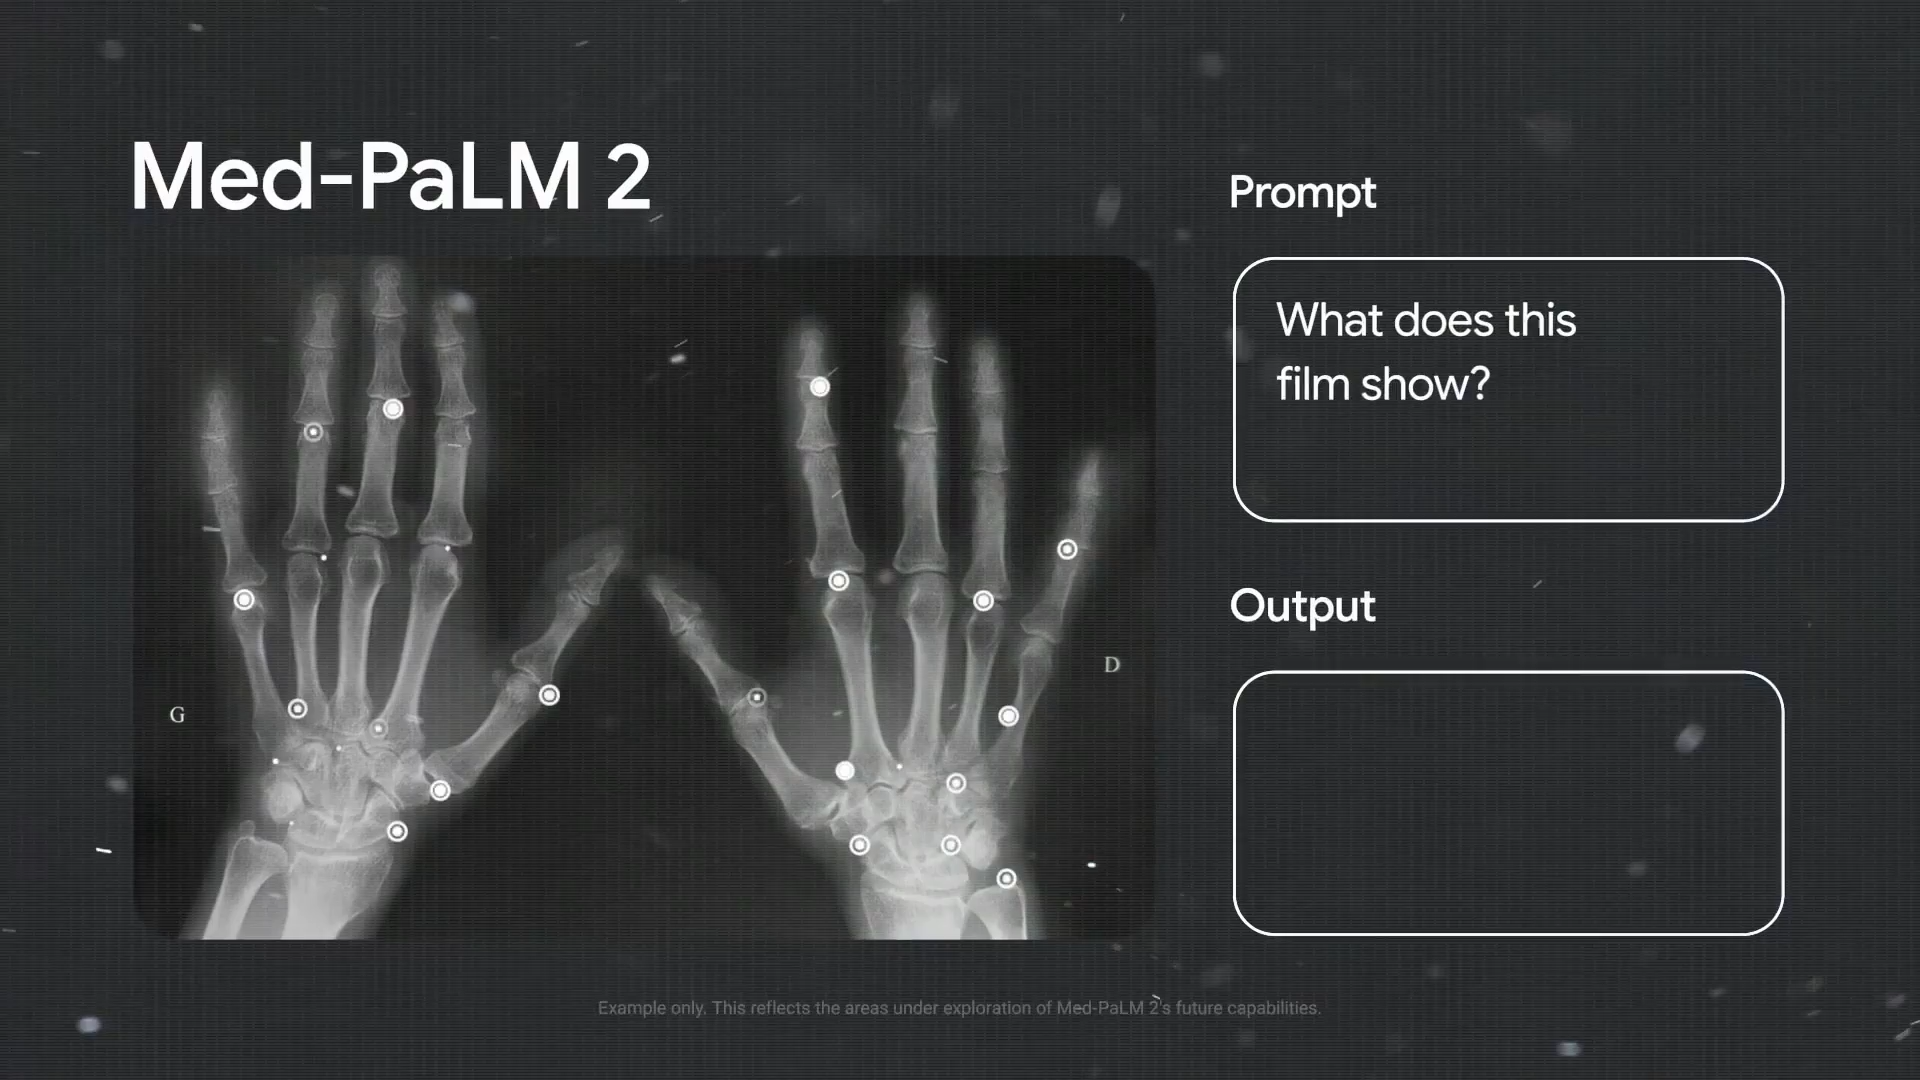 Med-PaLM 2
G
D
Prompt
What does this
film show?
Output
Example only. This reflects the areas under exploration of Med-PaLM 2's future capabilities.